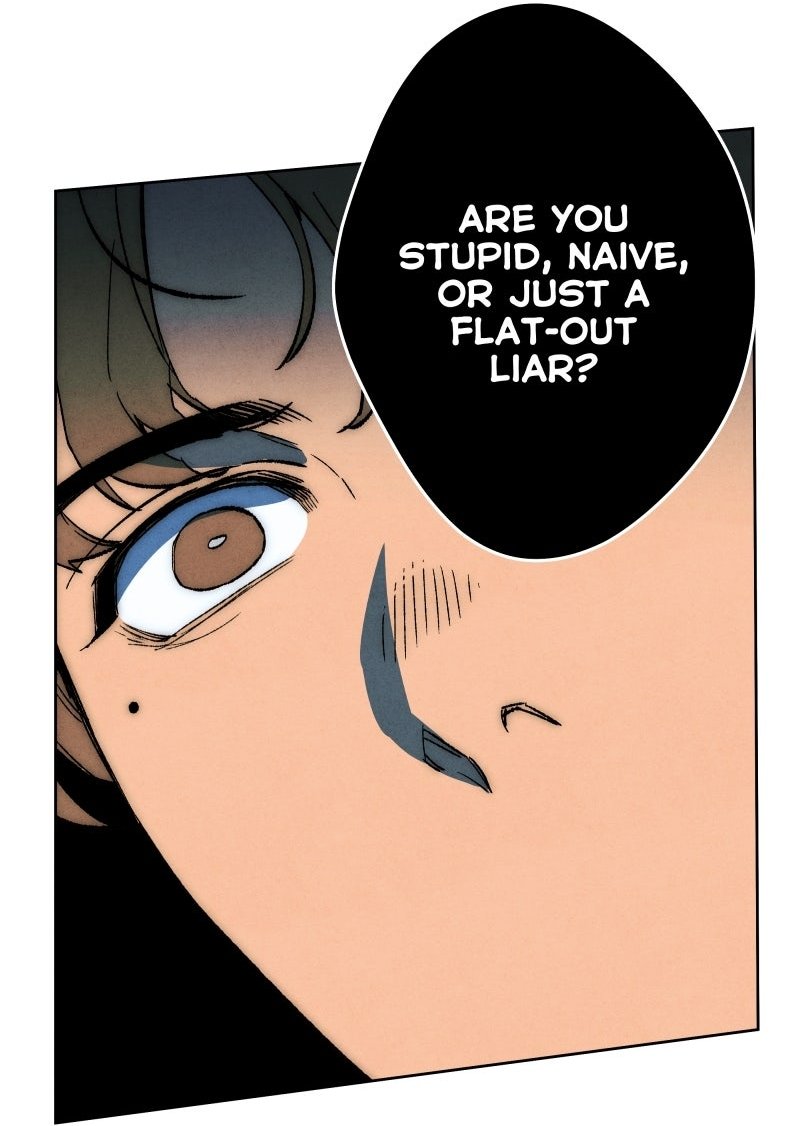 ARE YOU
STUPID, NAIVE,
OR JUST A
FLAT-OUT
LIAR?